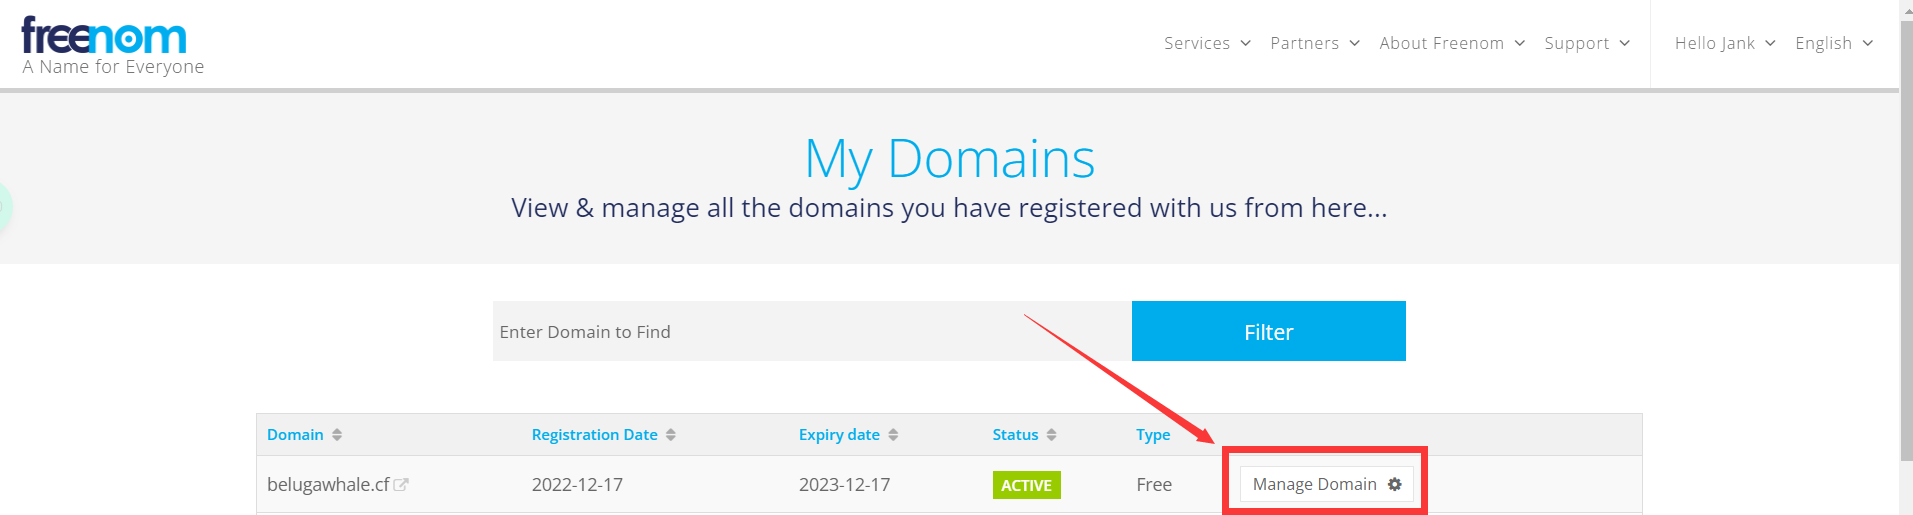 freenom
A Name for Everyone
Services Partners About Freenom Support Hello Jank English
My Domains
View & manage all the domains you have registered with us from here...
Enter Domain to Find Filter
Domain Registration Date Expiry date Status Type
belugawhale.cf 2022-12-17 2023-12-17 ACTIVE Free Manage Domain